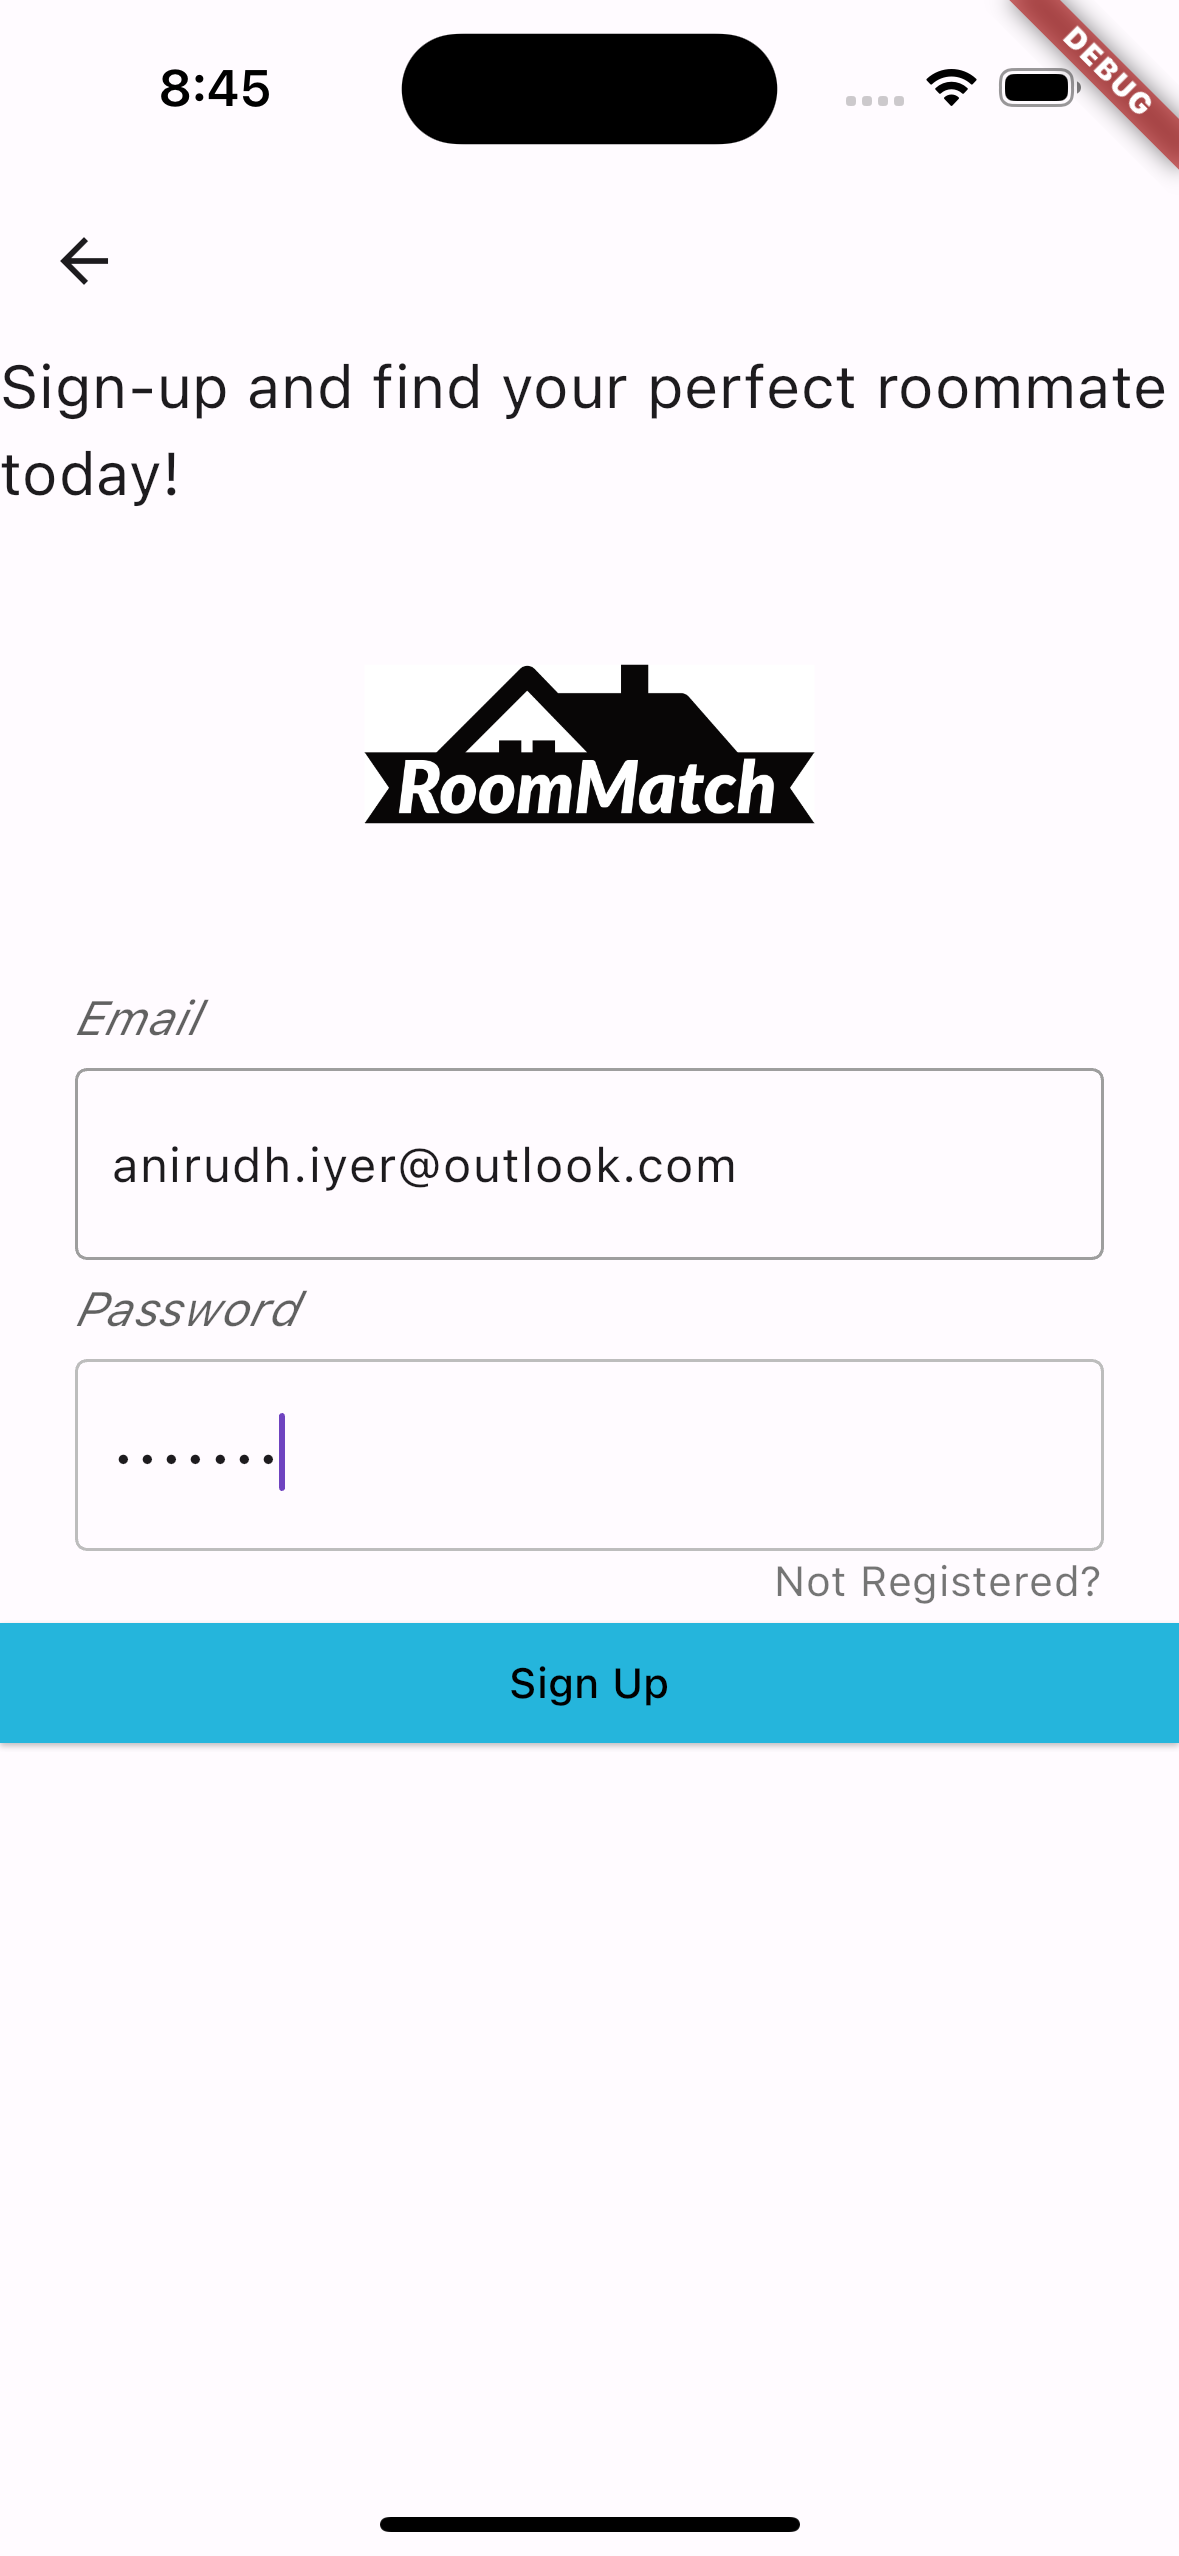 8:45
DEBUG
Sign-up and find your perfect roommate
today!
RoomMatch
Email
anirudh.iyer@outlook.com
Password
•••••••
Not Registered?
Sign Up